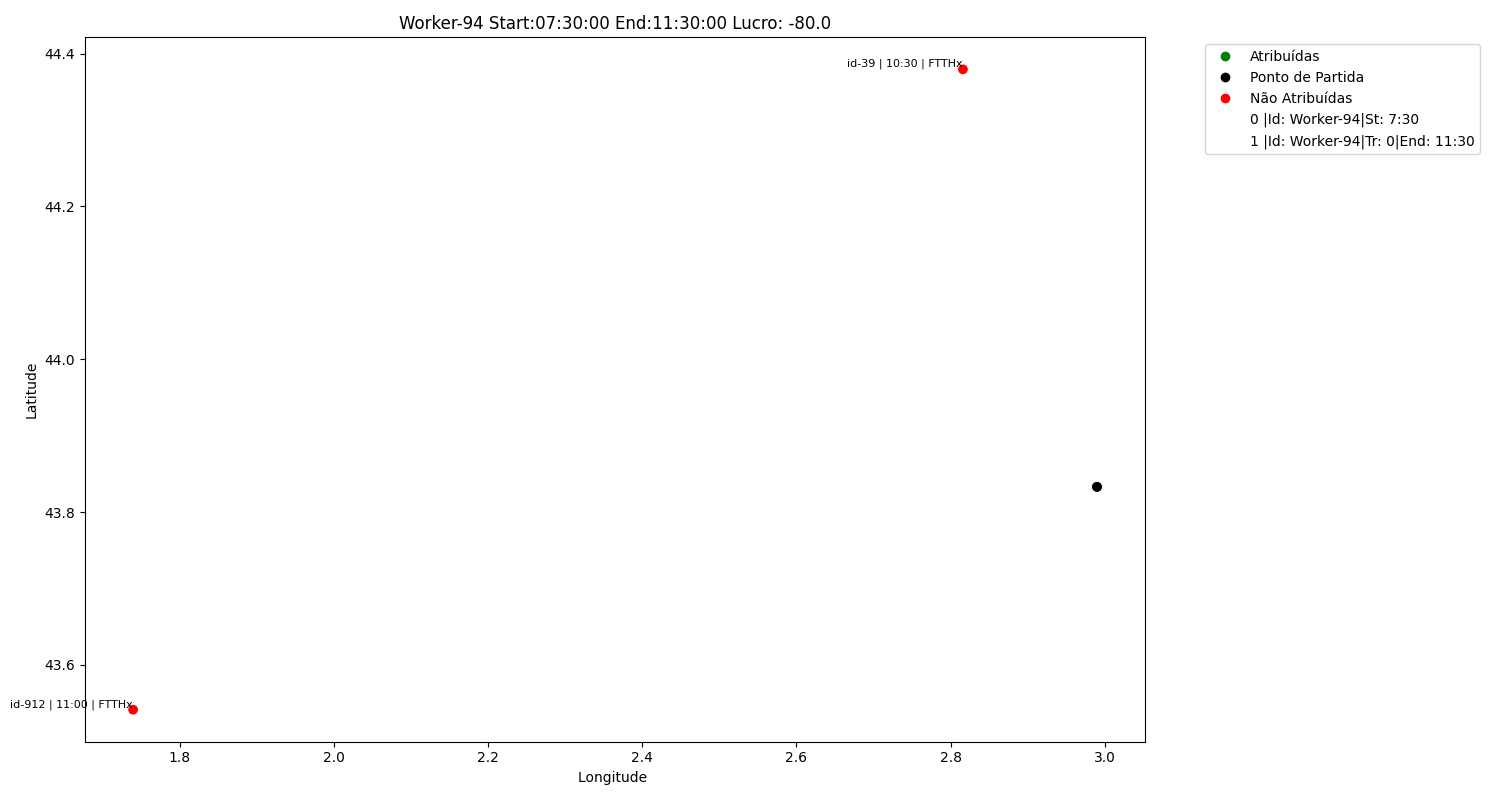 Worker-94 Start:07:30:00 End:11:30:00 Lucro: -80.0
44.4
44.2
44.0
43.8
43.6
Latitude
id-39 | 10:30 | FTTHx
id-912 | 11:00 | FTTHx
1.8
2.0
2.2
2.4
2.6
2.8
3.0
Longitude
Atribuídas
Ponto de Partida
Não Atribuídas
0 |Id: Worker-94|St: 7:30
1 |Id: Worker-94|Tr: 0|End: 11:30